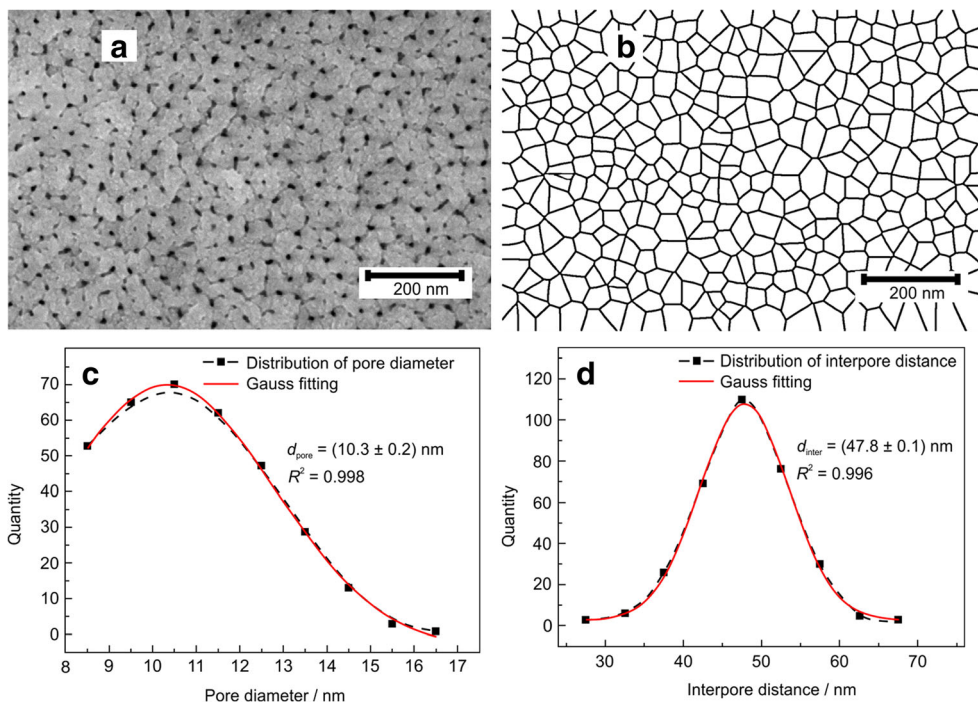 a
200 nm
b
200 nm
c
Distribution of pore diameter
Gauss fitting
d_pore = (10.3 ± 0.2) nm
R² = 0.998
Quantity
70
60
50
40
30
20
10
0
8 9 10 11 12 13 14 15 16 17
Pore diameter / nm
d
Distribution of interpore distance
Gauss fitting
d_inter = (47.8 ± 0.1) nm
R² = 0.996
Quantity
120
100
80
60
40
20
0
30 40 50 60 70
Interpore distance / nm